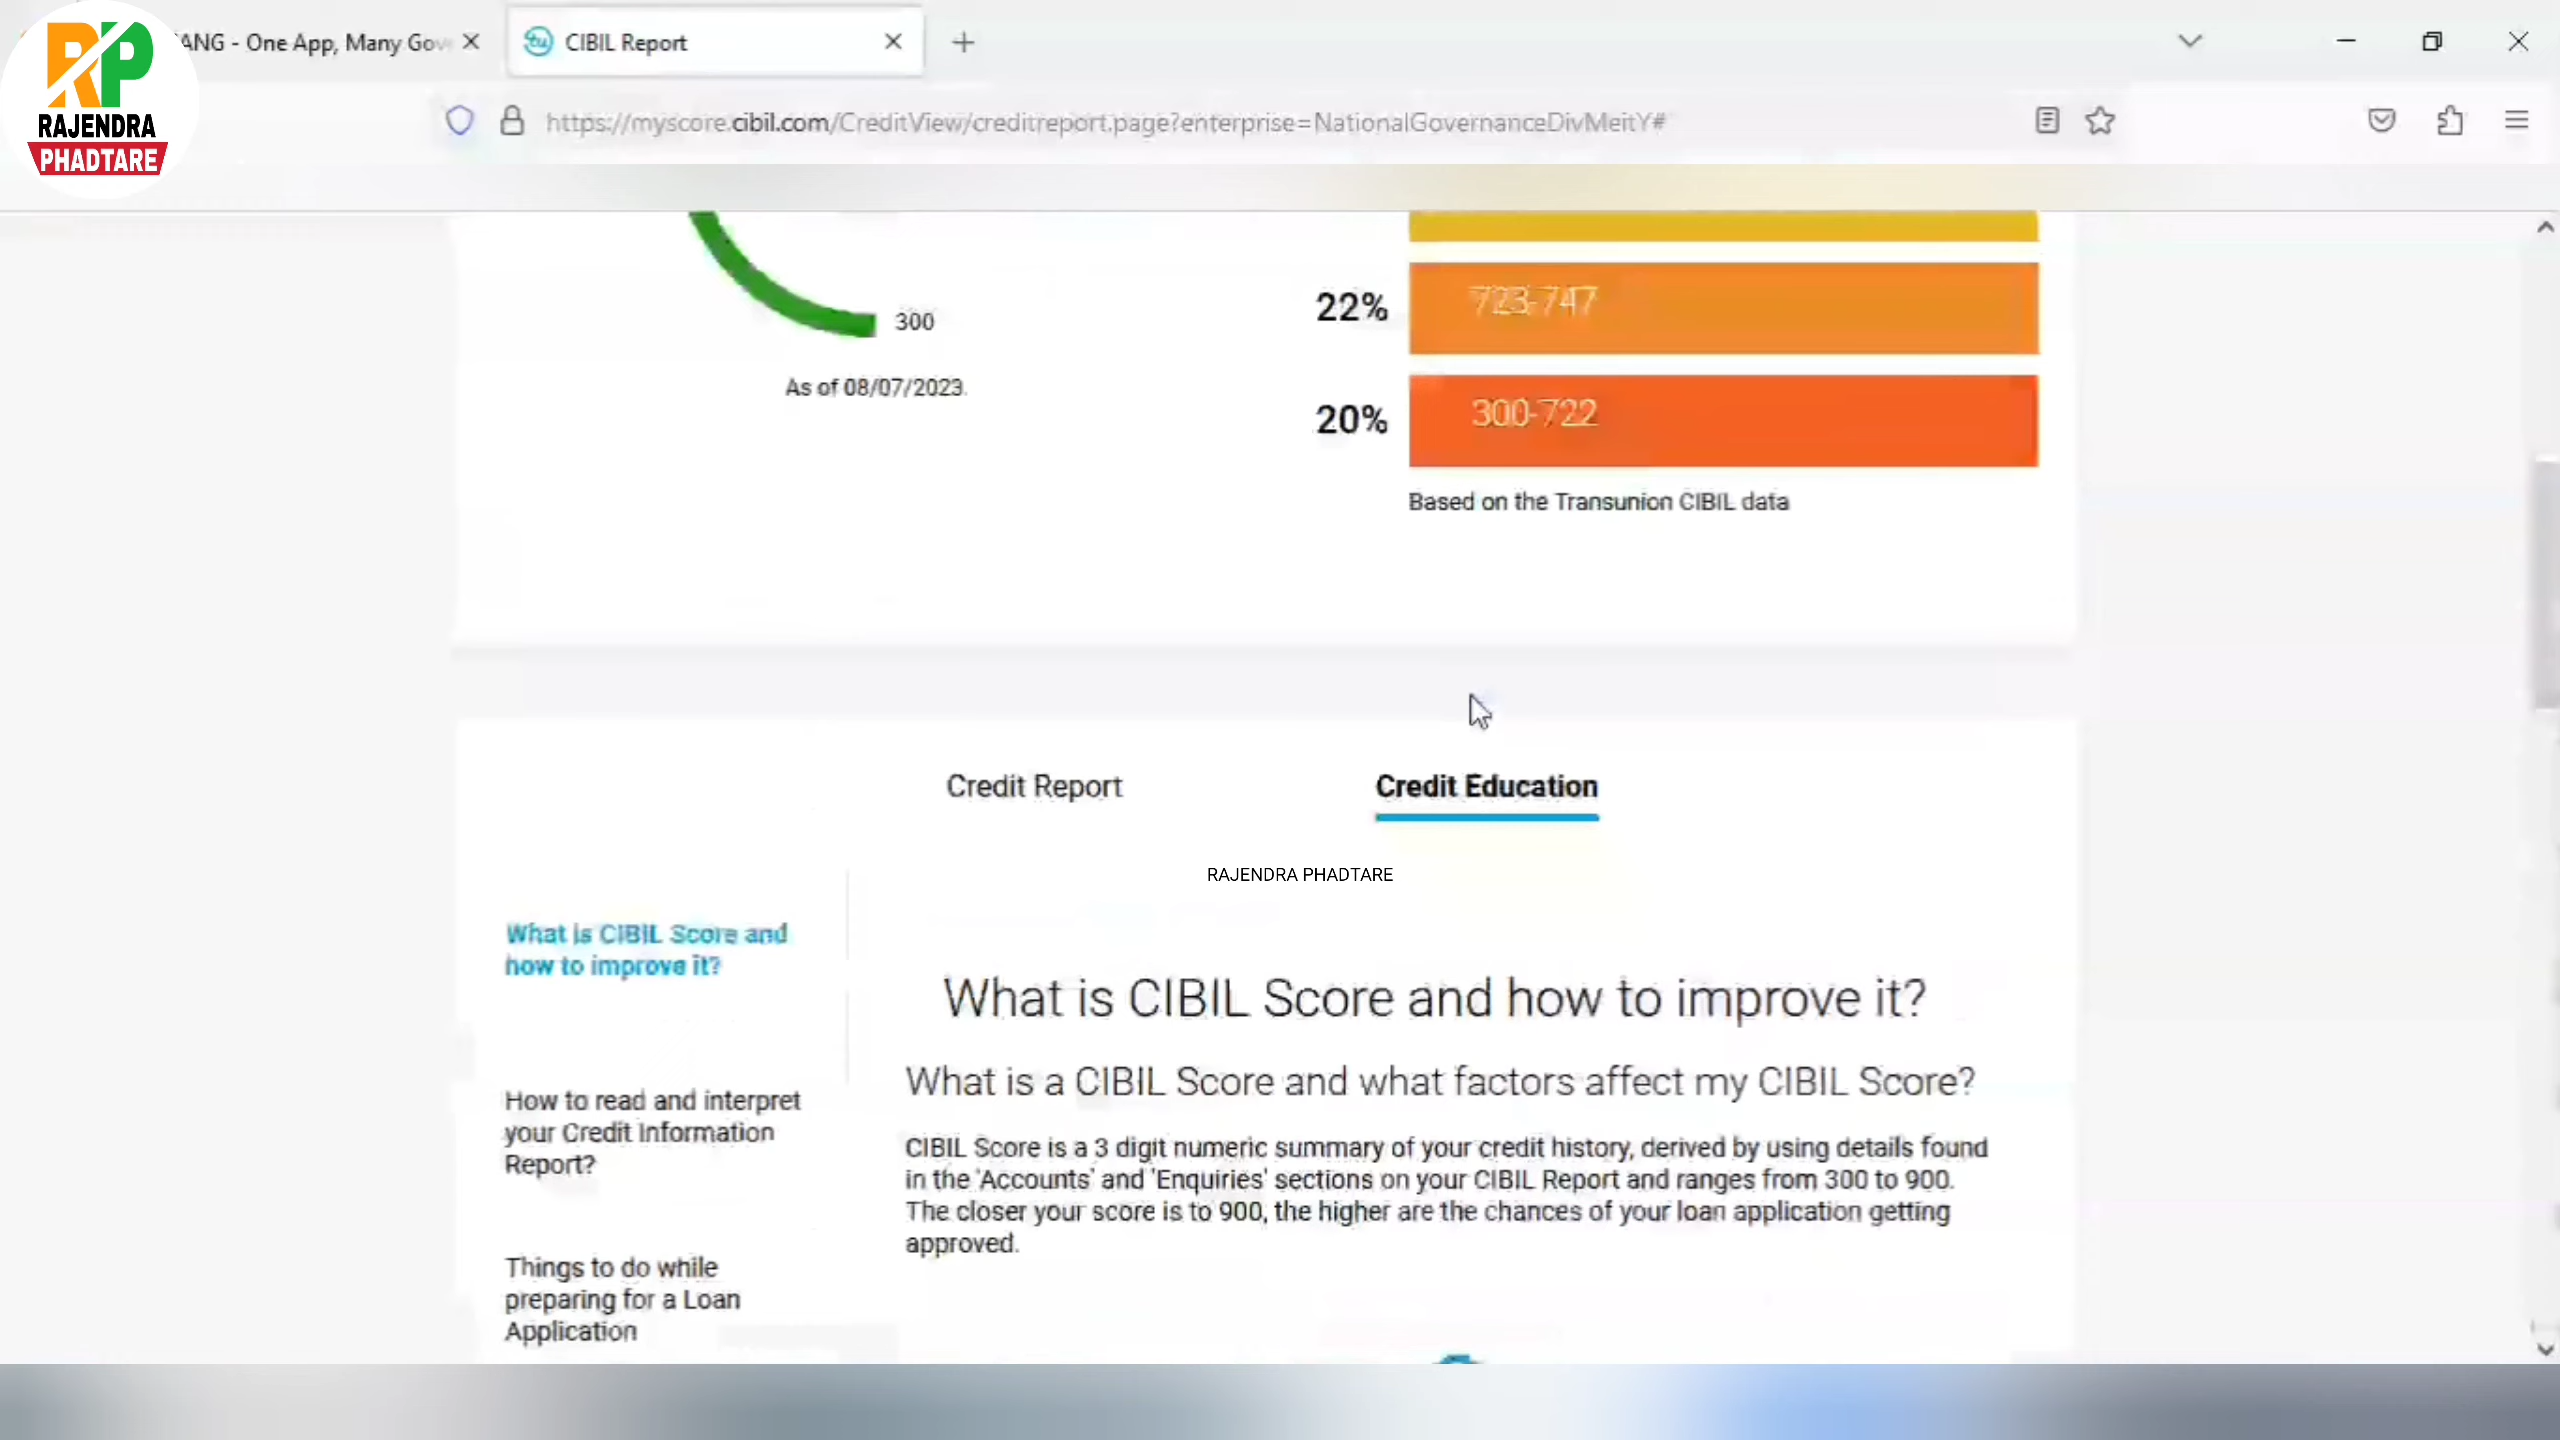 RP
RAJENDRA
PHADTARE
ANG - One App, Many Gov
CIBIL Report
https://myscore.cibil.com/CreditView/creditreport.page?enterprise=NationalGovernanceDivMeitY#
300
As of 08/07/2023.
22%
723-747
20%
300-722
Based on the Transunion CIBIL data
Credit Report
Credit Education
RAJENDRA PHADTARE
What is CIBIL Score and
how to improve it?
How to read and interpret
your Credit Information
Report?
Things to do while
preparing for a Loan
Application
What is CIBIL Score and how to improve it?
What is a CIBIL Score and what factors affect my CIBIL Score?
CIBIL Score is a 3 digit numeric summary of your credit history, derived by using details found
in the 'Accounts' and 'Enquiries' sections on your CIBIL Report and ranges from 300 to 900.
The closer your score is to 900, the higher are the chances of your loan application getting
approved.